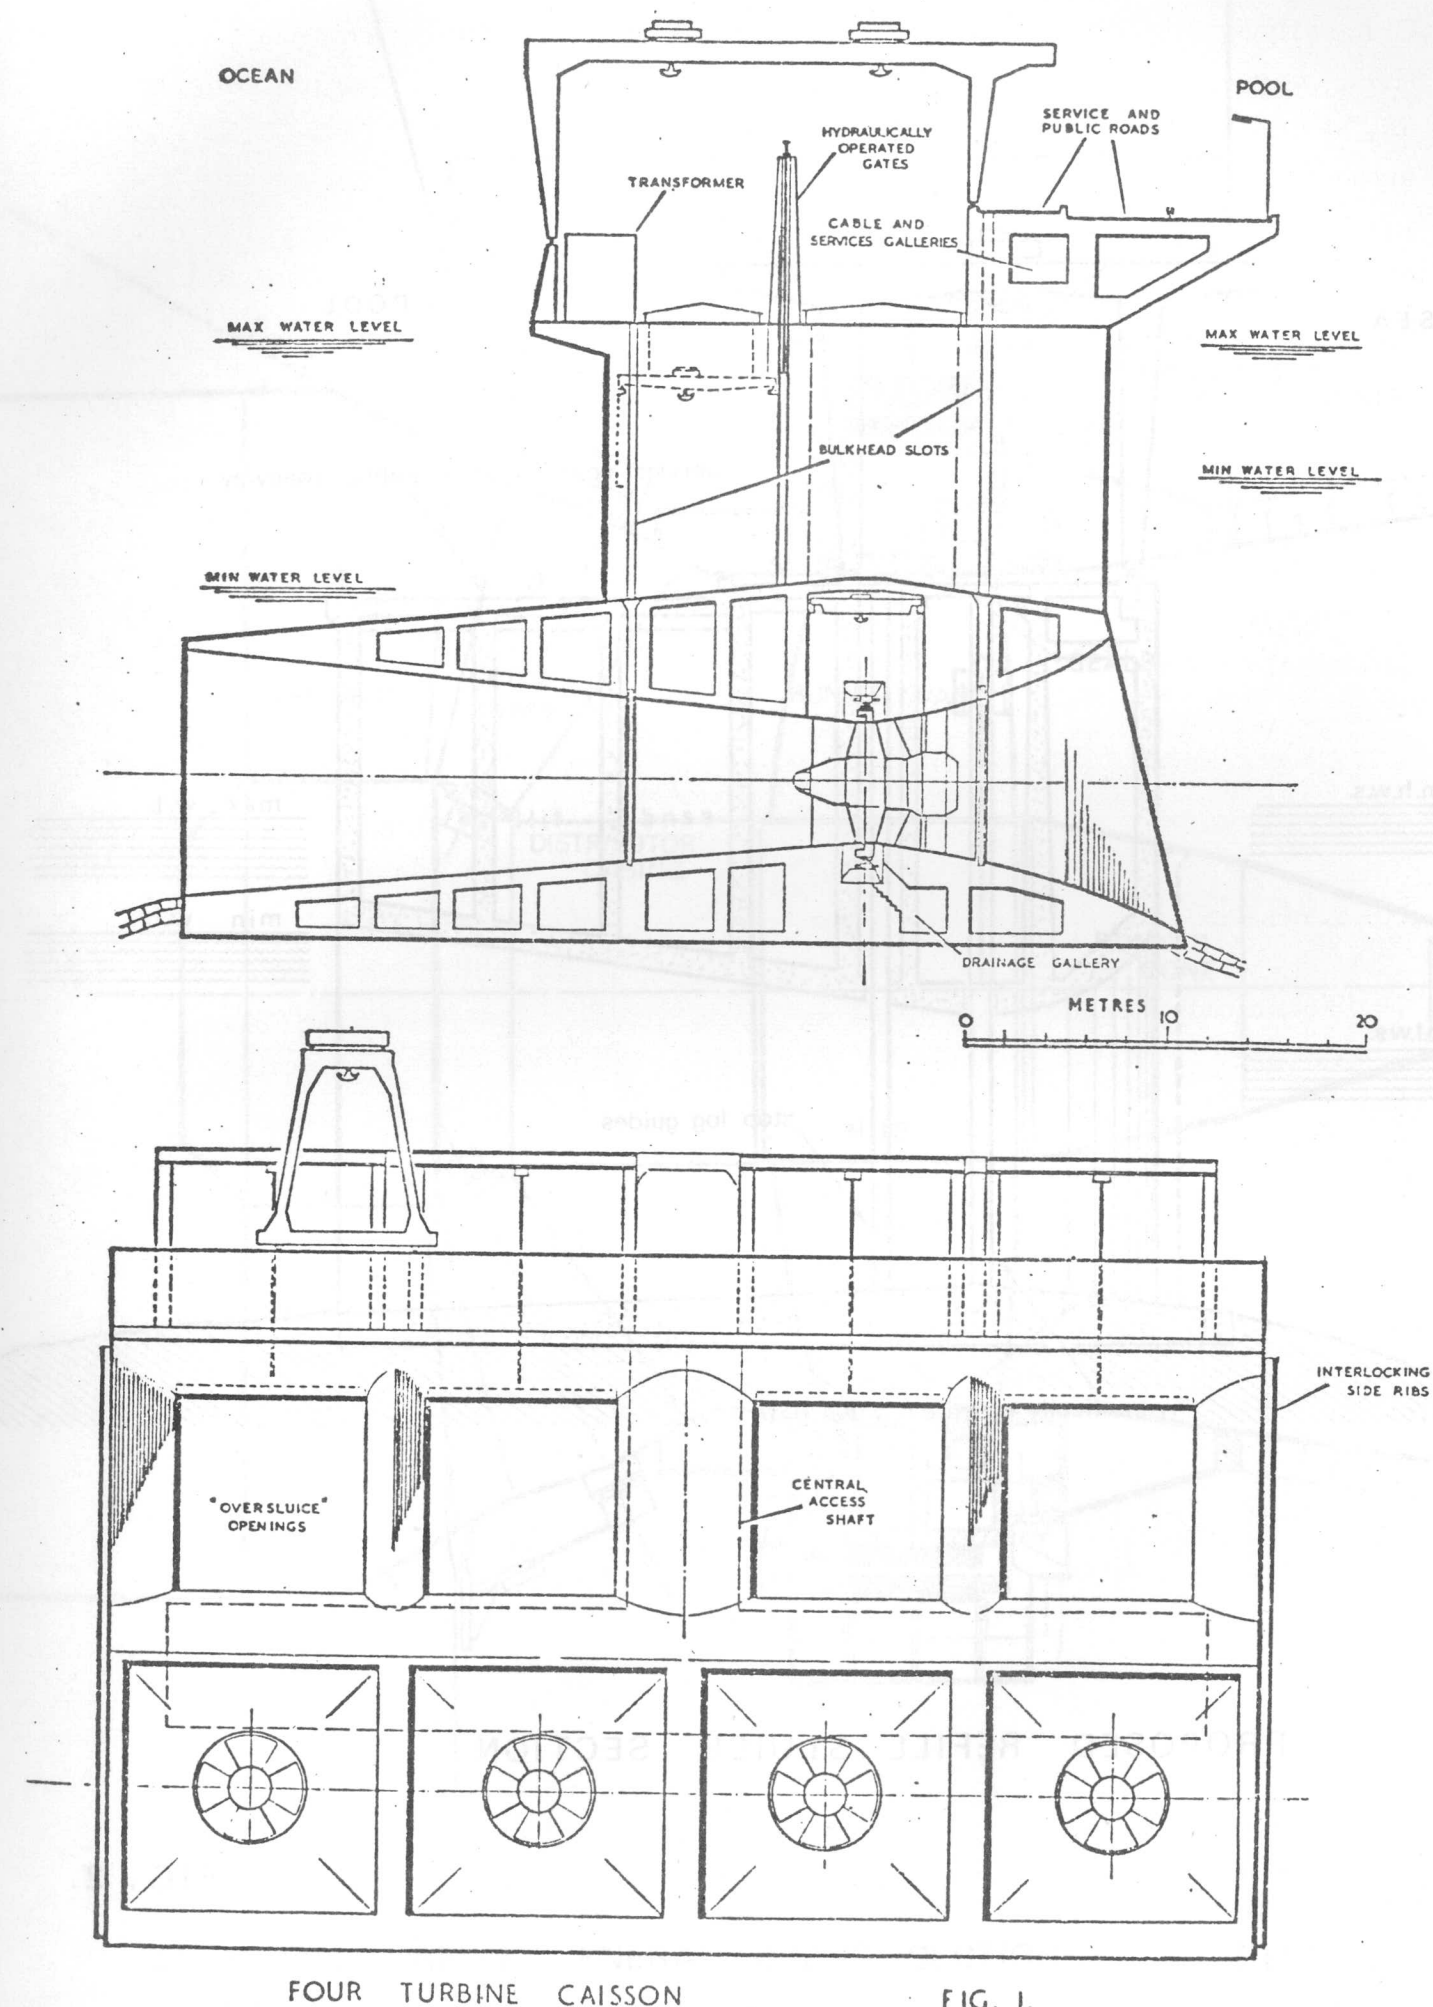 OCEAN
POOL
SERVICE AND
PUBLIC ROADS
HYDRAULICALLY
OPERATED
GATES
TRANSFORMER
CABLE AND
SERVICES GALLERIES
MAX WATER LEVEL
MAX WATER LEVEL
BULKHEAD SLOTS
MIN WATER LEVEL
MIN WATER LEVEL
DRAINAGE GALLERY
METRES
0 10 20
INTERLOCKING
SIDE RIBS
"OVERSLUICE"
OPENINGS
CENTRAL
ACCESS
SHAFT
FOUR TURBINE CAISSON
FIG. 1.